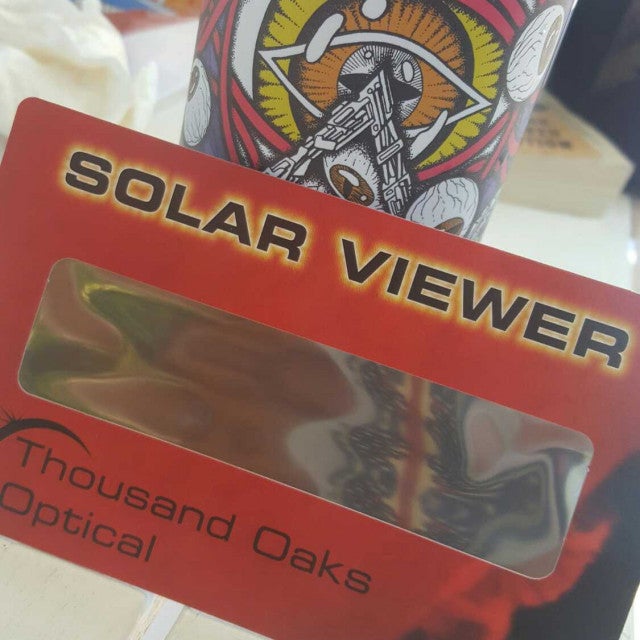 SOLAR VIEWER
Thousand Oaks
Optical